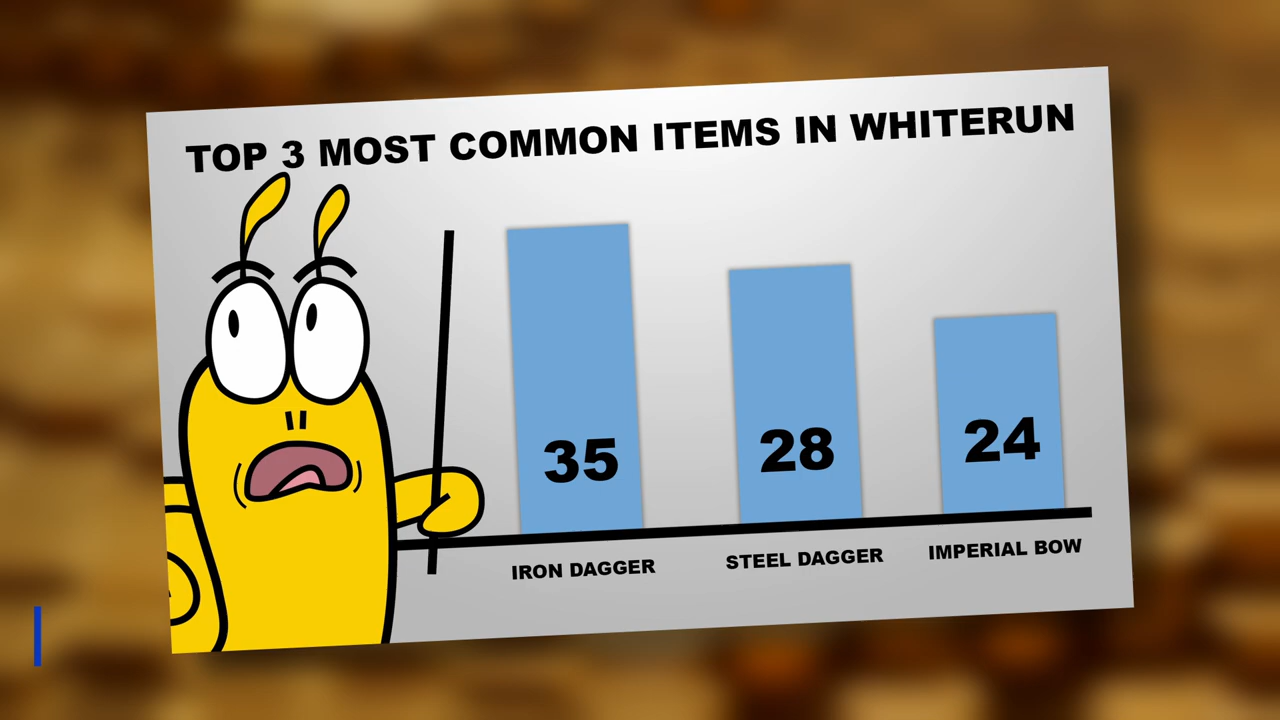 TOP 3 MOST COMMON ITEMS IN WHITERUN
35 28 24
IRON DAGGER STEEL DAGGER IMPERIAL BOW